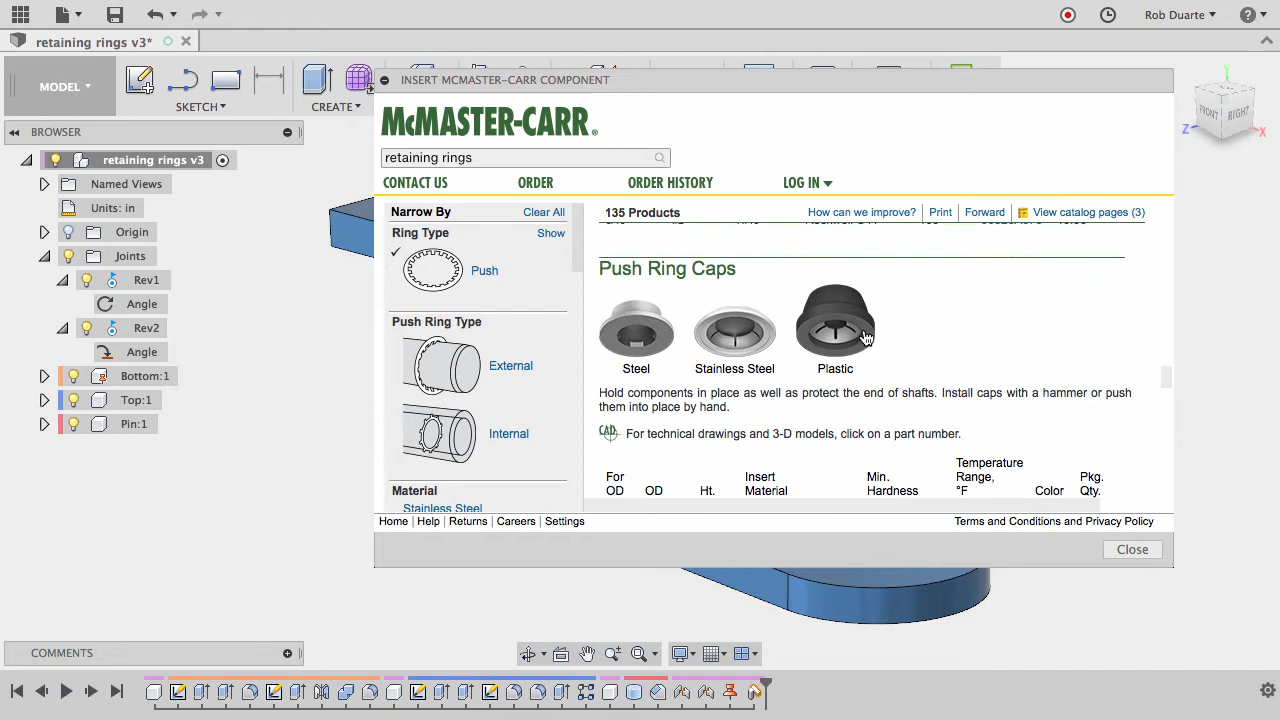 Rob Duarte
retaining rings v3*
MODEL
SKETCH
CREATE
INSERT MCMASTER-CARR COMPONENT
FRONT
RIGHT
Y
Z
X
BROWSER
retaining rings v3
Named Views
Units: in
Origin
Joints
Rev1
Angle
Rev2
Angle
Bottom:1
Top:1
Pin:1
McMASTER-CARR®
retaining rings
CONTACT US
ORDER
ORDER HISTORY
LOG IN
Narrow By
Clear All
Ring Type
Show
Push
Push Ring Type
External
Internal
Material
Stainless Steel
135 Products
How can we improve?
Print
Forward
View catalog pages (3)
Push Ring Caps
Steel
Stainless Steel
Plastic
Hold components in place as well as protect the end of shafts. Install caps with a hammer or push
them into place by hand.
CAD
For technical drawings and 3-D models, click on a part number.
For OD
OD
Ht.
Insert Material
Min. Hardness
Temperature Range, °F
Color
Pkg. Qty.
Home | Help | Returns | Careers | Settings
Terms and Conditions and Privacy Policy
Close
COMMENTS